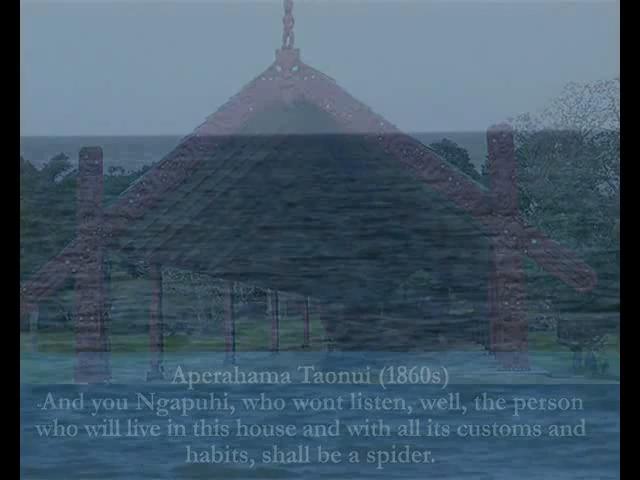 Aperahama Taonui (1860s)
And you Ngapuhi, who wont listen, well, the person
who will live in this house and with all its customs and
habits, shall be a spider.